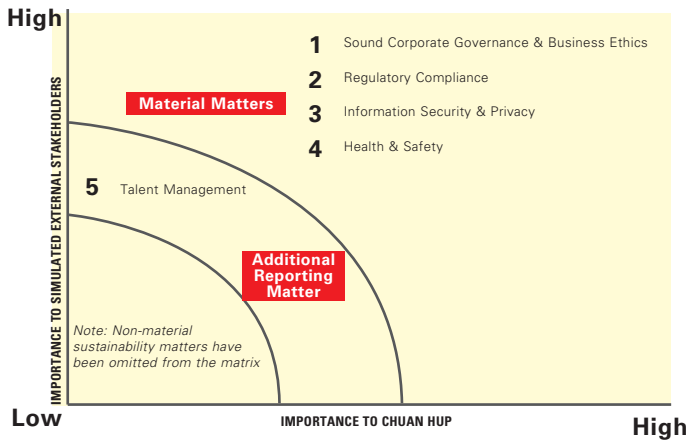 High
IMPORTANCE TO SIMULATED EXTERNAL STAKEHOLDERS
1 Sound Corporate Governance & Business Ethics
2 Regulatory Compliance
Material Matters
3 Information Security & Privacy
4 Health & Safety
5 Talent Management
Additional
Reporting
Matter
Note: Non-material
sustainability matters have
been omitted from the matrix
Low
IMPORTANCE TO CHUAN HUP
High